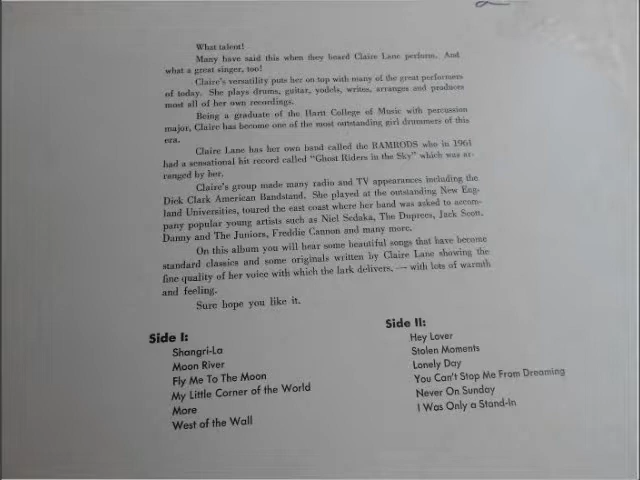 What talent!
Many have said this when they heard Claire Lane perform. And
what a great singer, too!
Claire's versatility puts her on top with many of the great performers
of today. She plays drums, guitar, yodels, writes, arranges and produces
most all of her own recordings.
Being a graduate of the Hartt College of Music with percussion
major, Claire has become one of the most outstanding girl drummers of this
era.
Claire Lane has her own band called the RAMRODS who in 1961
had a sensational hit record called "Ghost Riders in the Sky" which was ar-
ranged by her.
Claire's group made many radio and TV appearances including the
Dick Clark American Bandstand. She played at the outstanding New Eng-
land Universities, toured the east coast where her band was asked to accom-
pany popular young artists such as Niel Sedaka, The Duprees, Jack Scott,
Danny and The Juniors, Freddie Cannon and many more.
On this album you will hear some beautiful songs that have become
standard classics and some originals written by Claire Lane showing the
fine quality of her voice with which the lark delivers, — with lots of warmth
and feeling.
Sure hope you like it.
Side I:
Shangri-La
Moon River
Fly Me To The Moon
My Little Corner of the World
More
West of the Wall
Side II:
Hey Lover
Stolen Moments
Lonely Day
You Can't Stop Me From Dreaming
Never On Sunday
I Was Only a Stand-In